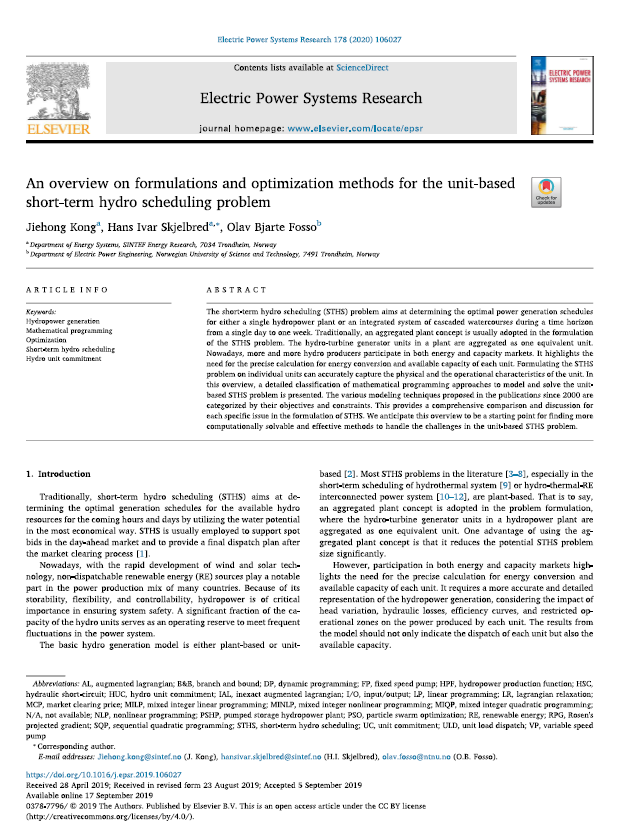 Electric Power Systems Research 178 (2020) 106027
Contents lists available at ScienceDirect
Electric Power Systems Research
journal homepage: www.elsevier.com/locate/epsr
ELSEVIER
ELECTRIC POWER
SYSTEMS RESEARCH
An overview on formulations and optimization methods for the unit-based
short-term hydro scheduling problem
Check for
updates
Jiehong Kongᵃ, Hans Ivar Skjelbredᵃ,*, Olav Bjarte Fossoᵇ
ᵃ Department of Energy Systems, SINTEF Energy Research, 7034 Trondheim, Norway
ᵇ Department of Electric Power Engineering, Norwegian University of Science and Technology, 7491 Trondheim, Norway
ARTICLE INFO
Keywords:
Hydropower generation
Mathematical programming
Optimization
Short-term hydro scheduling
Hydro unit commitment
ABSTRACT
The short-term hydro scheduling (STHS) problem aims at determining the optimal power generation schedules
for either a single hydropower plant or an integrated system of cascaded watercourses during a time horizon
from a single day to one week. Traditionally, an aggregated plant concept is usually adopted in the formulation
of the STHS problem. The hydro-turbine generator units in a plant are aggregated as one equivalent unit.
Nowadays, more and more hydro producers participate in both energy and capacity markets. It highlights the
need for the precise calculation for energy conversion and available capacity of each unit. Formulating the STHS
problem on individual units can accurately capture the physical and the operational characteristics of the unit. In
this overview, a detailed classification of mathematical programming approaches to model and solve the unit-
based STHS problem is presented. The various modeling techniques proposed in the publications since 2000 are
categorized by their objectives and constraints. This provides a comprehensive comparison and discussion for
each specific issue in the formulation of STHS. We anticipate this overview to be a starting point for finding more
computationally solvable and effective methods to handle the challenges in the unit-based STHS problem.
1. Introduction
Traditionally, short-term hydro scheduling (STHS) aims at de-
termining the optimal generation schedules for the available hydro
resources for the coming hours and days by utilizing the water potential
in the most economical way. STHS is usually employed to support spot
bids in the day-ahead market and to provide a final dispatch plan after
the market clearing process [1].
Nowadays, with the rapid development of wind and solar tech-
nology, non-dispatchable renewable energy (RE) sources play a notable
part in the power production mix of many countries. Because of its
storability, flexibility, and controllability, hydropower is of critical
importance in ensuring system safety. A significant fraction of the ca-
pacity of the hydro units serves as an operating reserve to meet frequent
fluctuations in the power system.
The basic hydro generation model is either plant-based or unit-
based [2]. Most STHS problems in the literature [3–8], especially in the
short-term scheduling of hydrothermal system [9] or hydro-thermal-RE
interconnected power system [10–12], are plant-based. That is to say,
an aggregated plant concept is adopted in the problem formulation,
where the hydro-turbine generator units in a hydropower plant are
aggregated as one equivalent unit. One advantage of using the ag-
gregated plant concept is that it reduces the potential STHS problem
size significantly.
However, participation in both energy and capacity markets high-
lights the need for the precise calculation for energy conversion and
available capacity of each unit. It requires a more accurate and detailed
representation of the hydropower generation, considering the impact of
head variation, hydraulic losses, efficiency curves, and restricted op-
erational zones on the power produced by each unit. The results from
the model should not only indicate the dispatch of each unit but also the
available capacity.
Abbreviations: AL, augmented lagrangian; B&B, branch and bound; DP, dynamic programming; FP, fixed speed pump; HPF, hydropower production function; HSC,
hydraulic short-circuit; HUC, hydro unit commitment; IAL, inexact augmented lagrangian; I/O, input/output; LP, linear programming; LR, lagrangian relaxation;
MCP, market clearing price; MILP, mixed integer linear programming; MINLP, mixed integer nonlinear programming; MIQP, mixed integer quadratic programming;
N/A, not available; NLP, nonlinear programming; PSHP, pumped storage hydropower plant; PSO, particle swarm optimization; RE, renewable energy; RPG, Rosen's
projected gradient; SQP, sequential quadratic programming; STHS, short-term hydro scheduling; UC, unit commitment; ULD, unit load dispatch; VP, variable speed
pump
* Corresponding author.
E-mail addresses: Jiehong.kong@sintef.no (J. Kong), hansivar.skjelbred@sintef.no (H.I. Skjelbred), olav.fosso@ntnu.no (O.B. Fosso).
https://doi.org/10.1016/j.epsr.2019.106027
Received 28 April 2019; Received in revised form 23 August 2019; Accepted 5 September 2019
Available online 17 September 2019
0378-7796/ © 2019 The Authors. Published by Elsevier B.V. This is an open access article under the CC BY license
(http://creativecommons.org/licenses/by/4.0/).